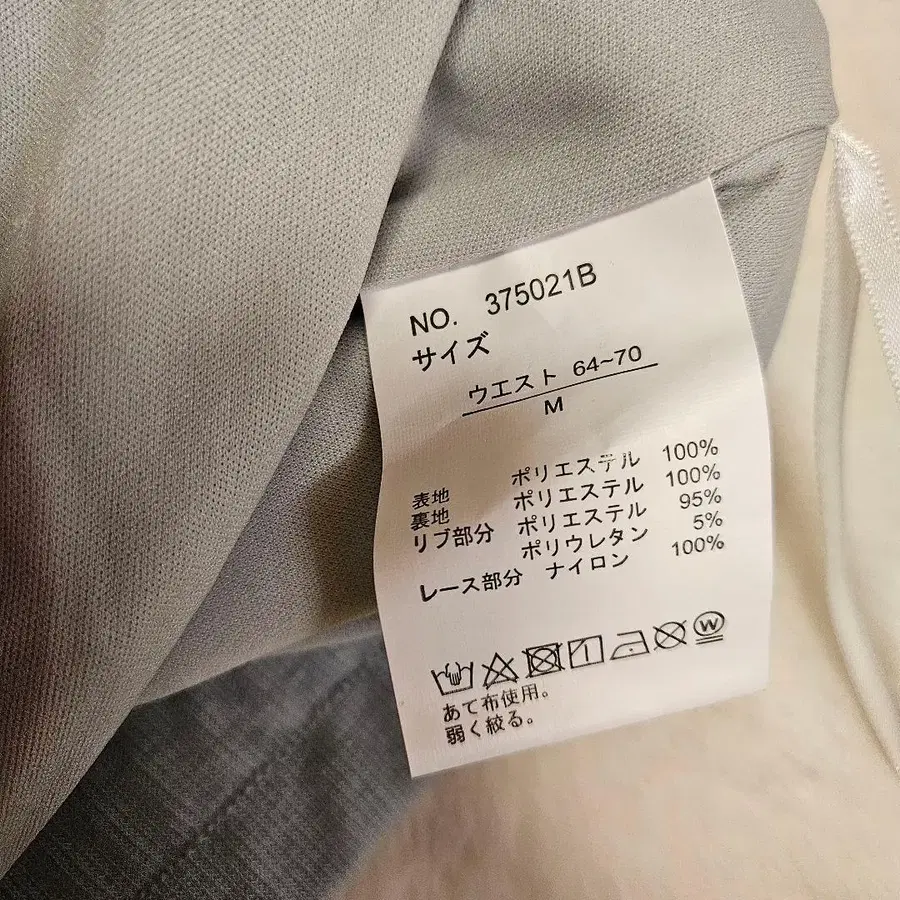 NO. 375021B
サイズ
ウエスト 64~70
M
表地 ポリエステル 100%
裏地 ポリエステル 100%
リブ部分 ポリエステル 95%
ポリウレタン 5%
レース部分 ナイロン 100%
W
あて布使用。
弱く絞る。